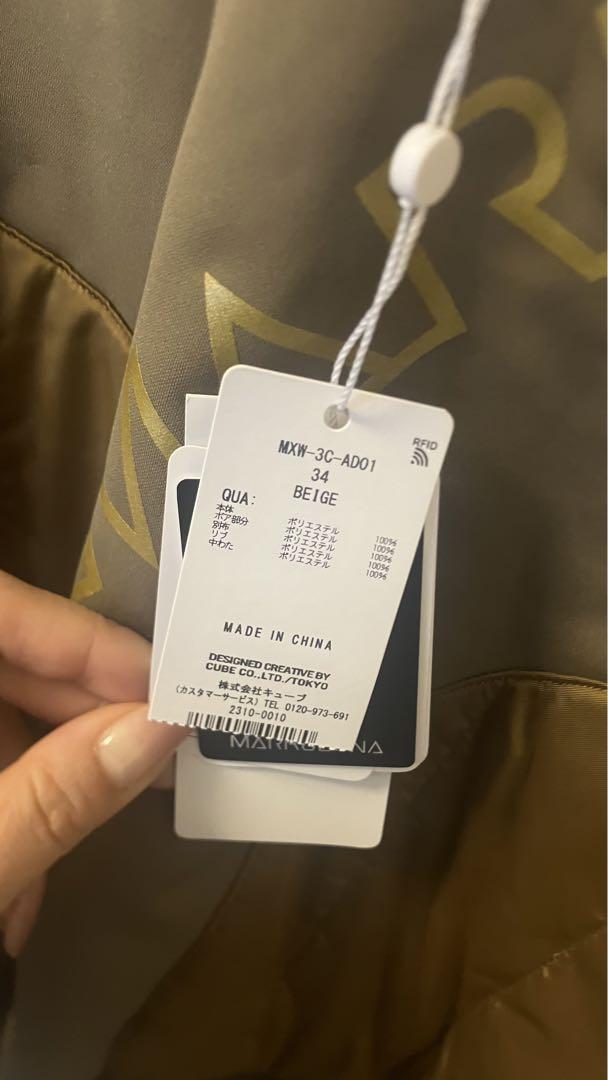 RFID
MXW-3C-AD01
34
BEIGE
QUA:
本体 ポリエステル 100%
ボア部分 ポリエステル 100%
別布 ポリエステル 100%
リブ ポリエステル 100%
中わた ポリエステル 100%
MADE IN CHINA
DESIGNED CREATIVE BY
CUBE CO.,LTD./TOKYO
株式会社キューブ
(カスタマーサービス) TEL 0120-973-691
2310-0010